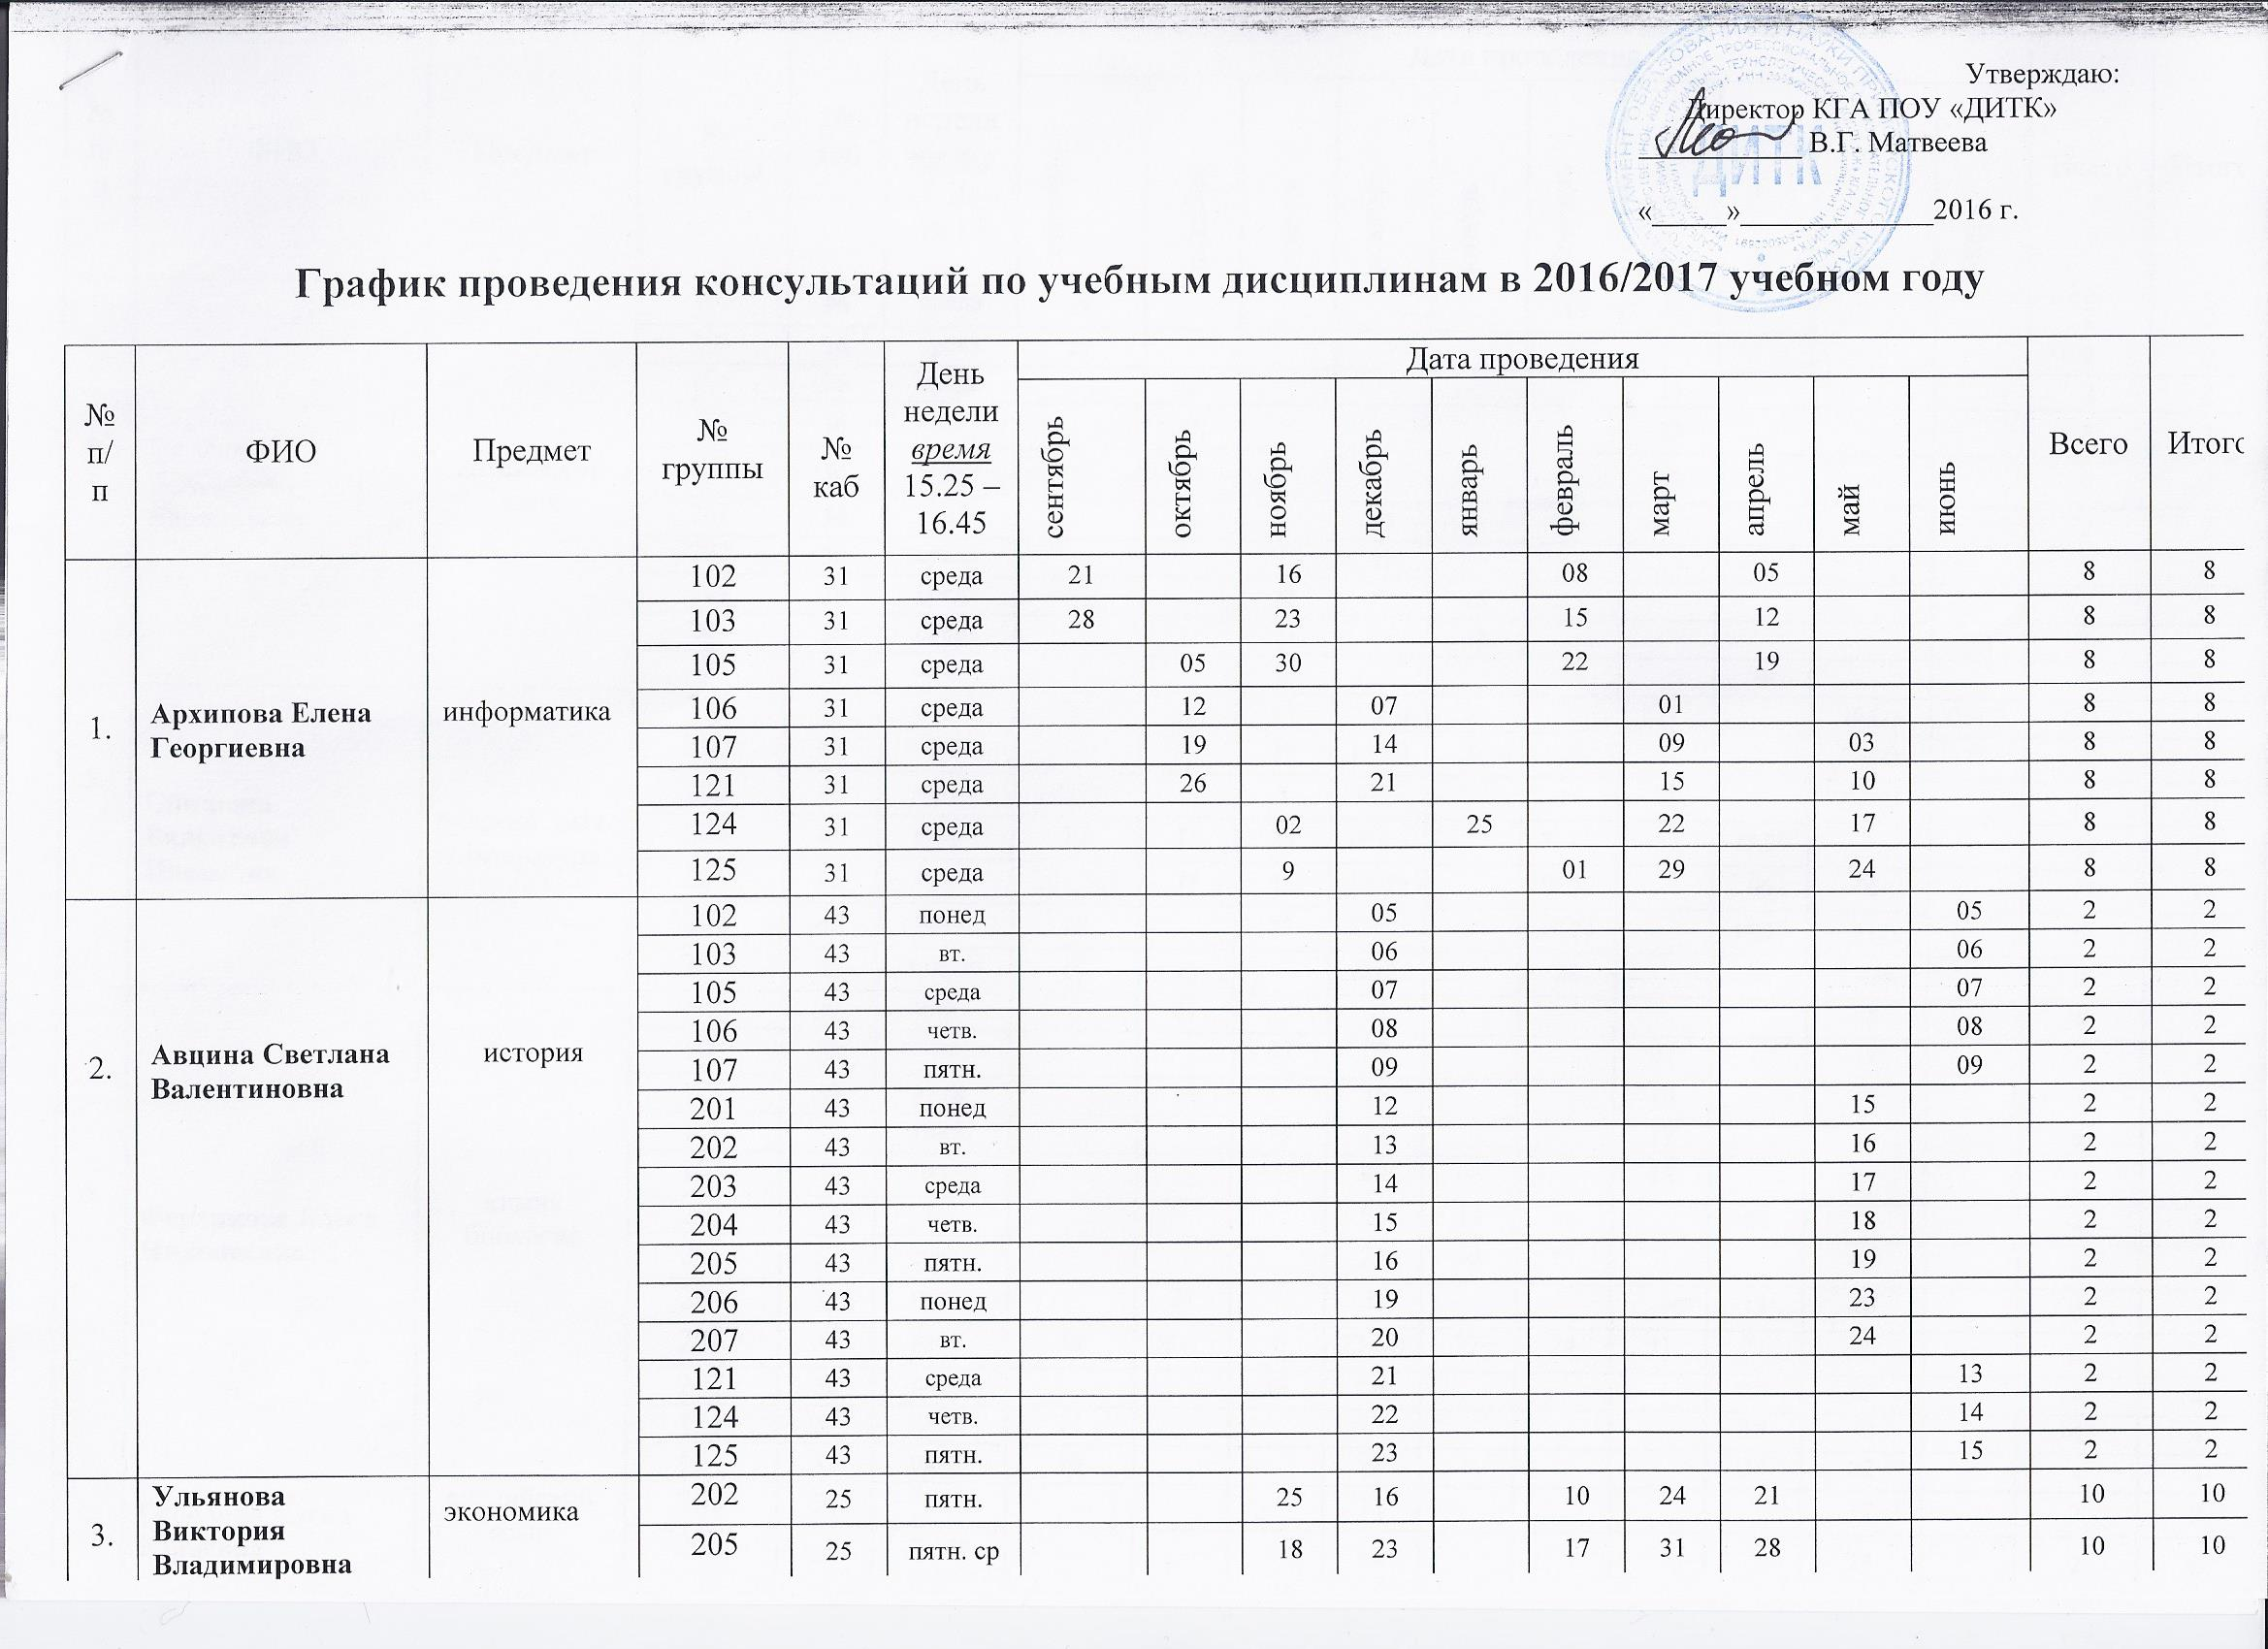 Утверждаю:
Директор КГА ПОУ «ДИТК»
____________ В.Г. Матвеева
«_____»______________2016 г.
ДИТК
График проведения консультаций по учебным дисциплинам в 2016/2017 учебном году
№ п/п ФИО Предмет № группы № каб День недели время 15.25 – 16.45 Дата проведения Всего Итого
сентябрь октябрь ноябрь декабрь январь февраль март апрель май июнь
1. Архипова Елена Георгиевна информатика
102 31 среда 21 16 08 05 8 8
103 31 среда 28 23 15 12 8 8
105 31 среда 05 30 22 19 8 8
106 31 среда 12 07 01 8 8
107 31 среда 19 14 09 03 8 8
121 31 среда 26 21 15 10 8 8
124 31 среда 02 25 22 17 8 8
125 31 среда 9 01 29 24 8 8
2. Авцина Светлана Валентиновна история
102 43 понед 05 05 2 2
103 43 вт. 06 06 2 2
105 43 среда 07 07 2 2
106 43 четв. 08 08 2 2
107 43 пятн. 09 09 2 2
201 43 понед 12 15 2 2
202 43 вт. 13 16 2 2
203 43 среда 14 17 2 2
204 43 четв. 15 18 2 2
205 43 пятн. 16 19 2 2
206 43 понед 19 23 2 2
207 43 вт. 20 24 2 2
121 43 среда 21 13 2 2
124 43 четв. 22 14 2 2
125 43 пятн. 23 15 2 2
3. Ульянова Виктория Владимировна экономика
202 25 пятн. 25 16 10 24 21 10 10
205 25 пятн. ср 18 23 17 31 28 10 10